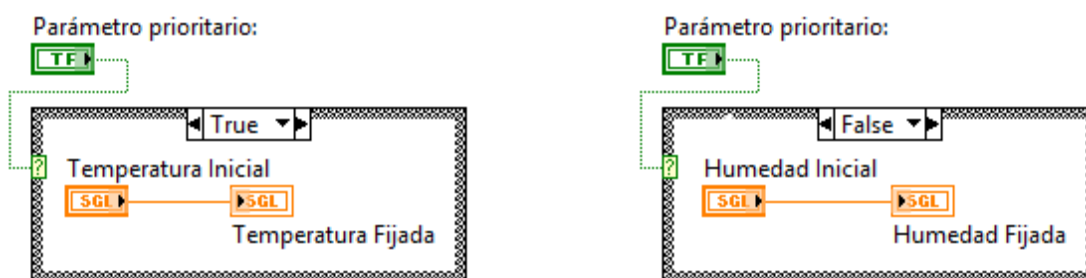 Parámetro prioritario:
TF
True
?
Temperatura Inicial
SGL
SGL
Temperatura Fijada
Parámetro prioritario:
TF
False
?
Humedad Inicial
SGL
SGL
Humedad Fijada